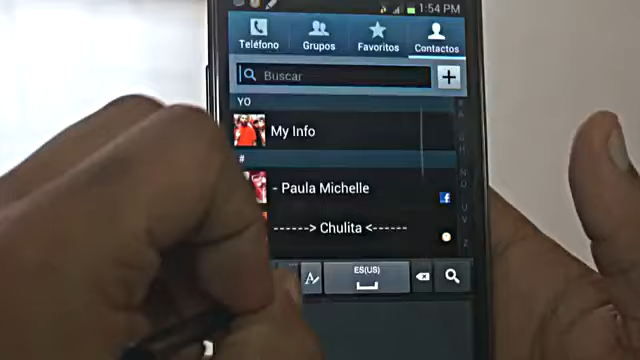 1:54 PM
Teléfono Grupos Favoritos Contactos
Buscar
YO
My Info
#
- Paula Michelle
------> Chulita <------
ES(US)